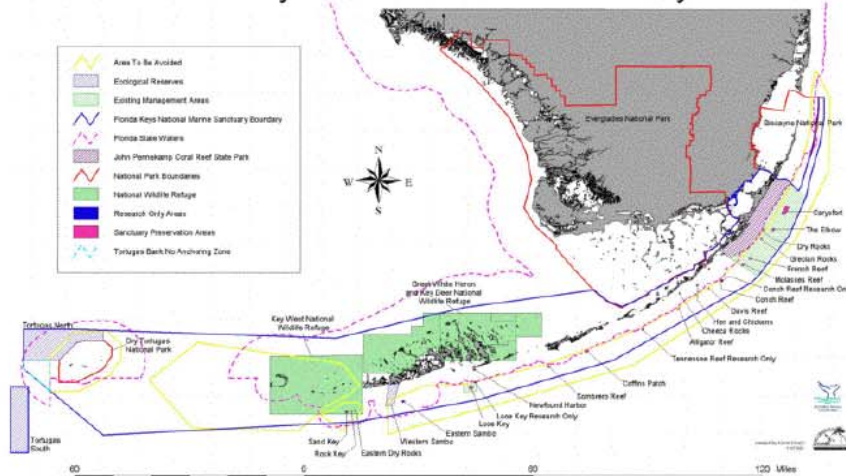 Area To Be Avoided
Ecological Reserves
Existing Management Areas
Florida Keys National Marine Sanctuary Boundary
Florida State Waters
John Pennekamp Coral Reef State Park
National Park Boundaries
National Wildlife Refuge
Research Only Areas
Sanctuary Preservation Areas
Tortugas Bank No Anchoring Zone
N
W E
S
Everglades National Park
Biscayne National Park
Carysfort
The Elbow
Dry Rocks
Grecian Rocks
French Reef
Molasses Reef
Conch Reef Research Only
Conch Reef
Davis Reef
Hen and Chickens
Cheeca Rocks
Alligator Reef
Tennessee Reef Research Only
Coffins Patch
Sombrero Reef
Newfound Harbor
Looe Key Research Only
Looe Key
Eastern Sambo
Western Sambo
Eastern Dry Rocks
Rock Key
Sand Key
Great White Heron
and Key Deer National
Wildlife Refuge
Key West National
Wildlife Refuge
Tortugas North
Dry Tortugas
National Park
Tortugas
South
60 0 60 120 Miles